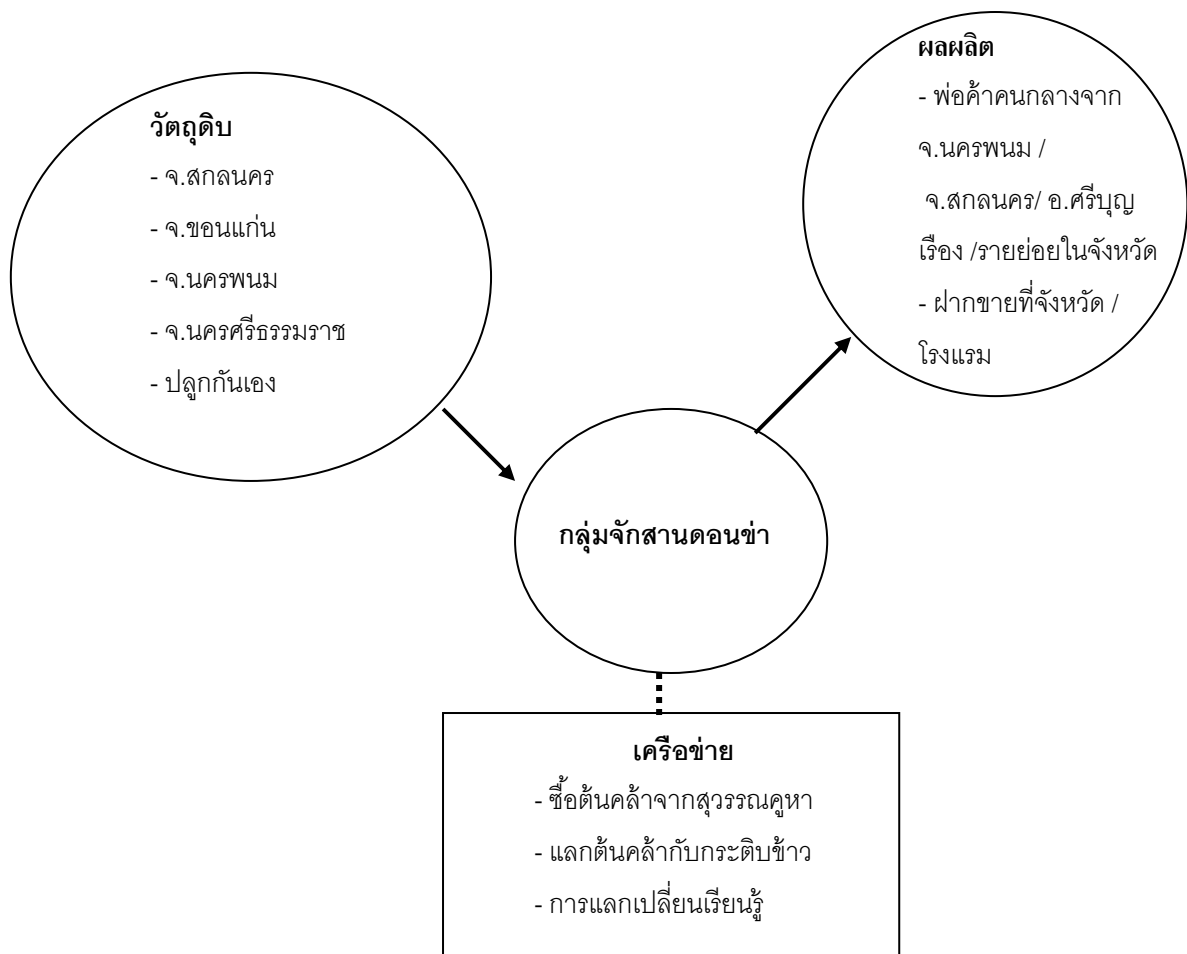 วัตถุดิบ
- จ.สกลนคร
- จ.ขอนแก่น
- จ.นครพนม
- จ.นครศรีธรรมราช
- ปลูกกันเอง
ผลผลิต
- พ่อค้าคนกลางจาก
จ.นครพนม /
จ.สกลนคร/ อ.ศรีบุญ
เรือง /รายย่อยในจังหวัด
- ฝากขายที่จังหวัด /
โรงแรม
กลุ่มจักสานดอนข่า
เครือข่าย
- ซื้อต้นคล้าจากสุวรรณคูหา
- แลกต้นคล้ากับกระติบข้าว
- การแลกเปลี่ยนเรียนรู้